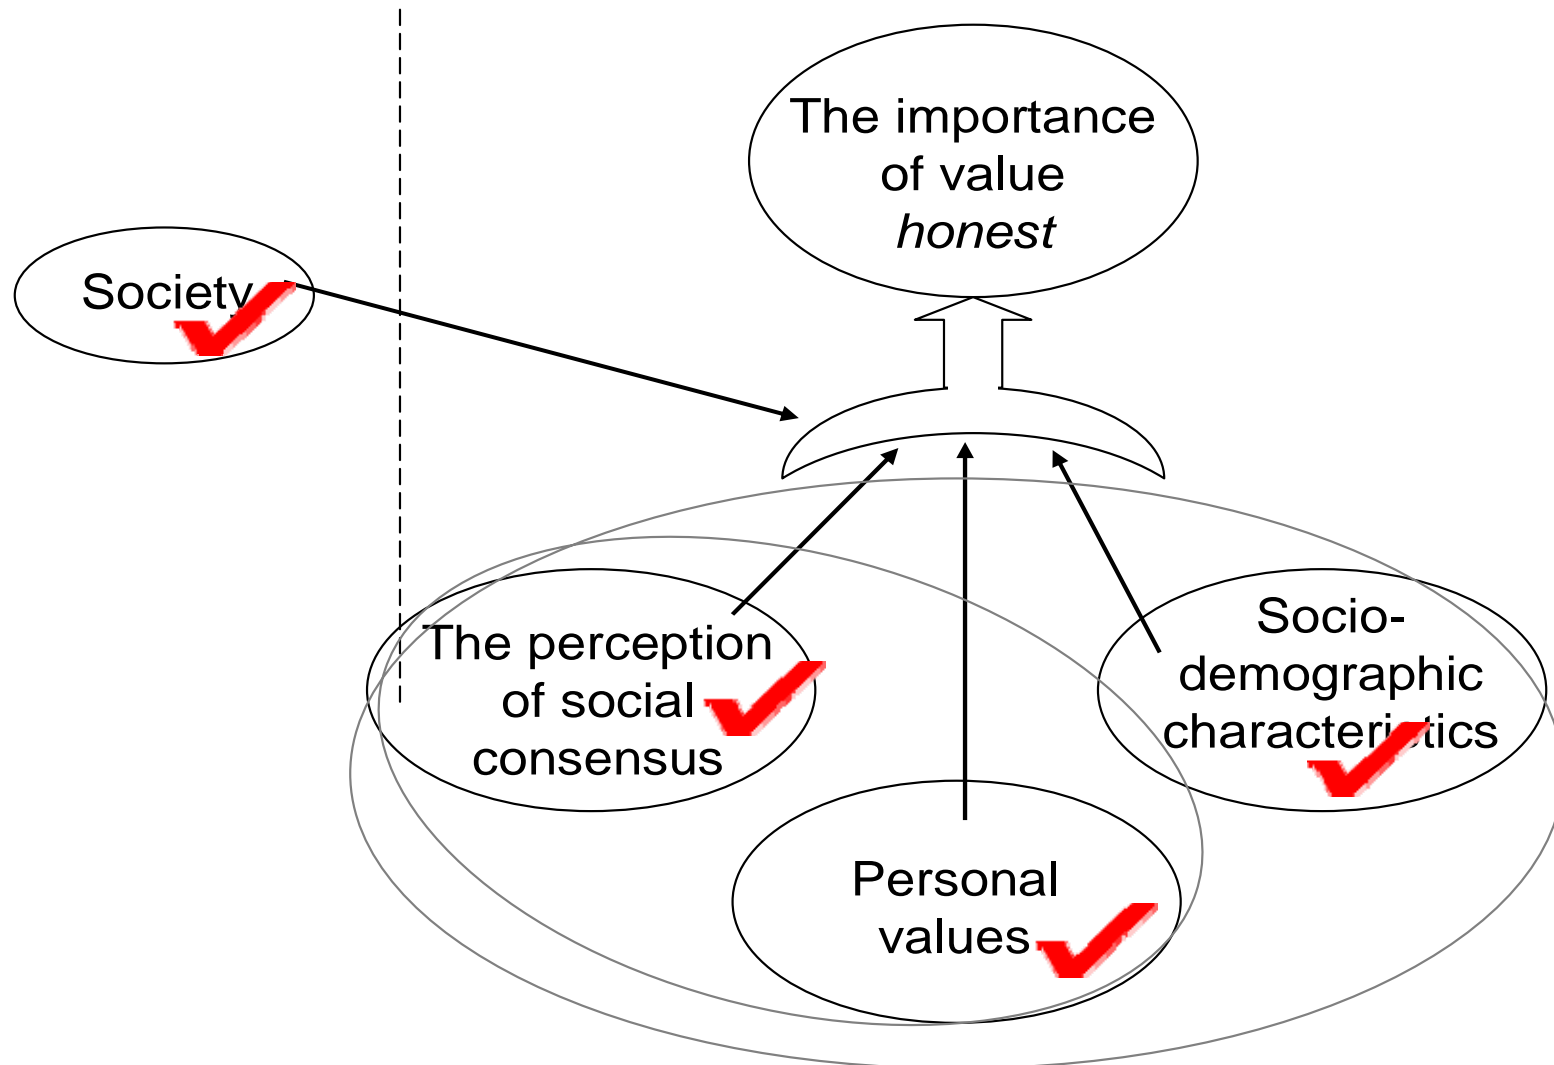 The importance
of value
honest
Society
The perception
of social
consensus
Socio-
demographic
characteristics
Personal
values